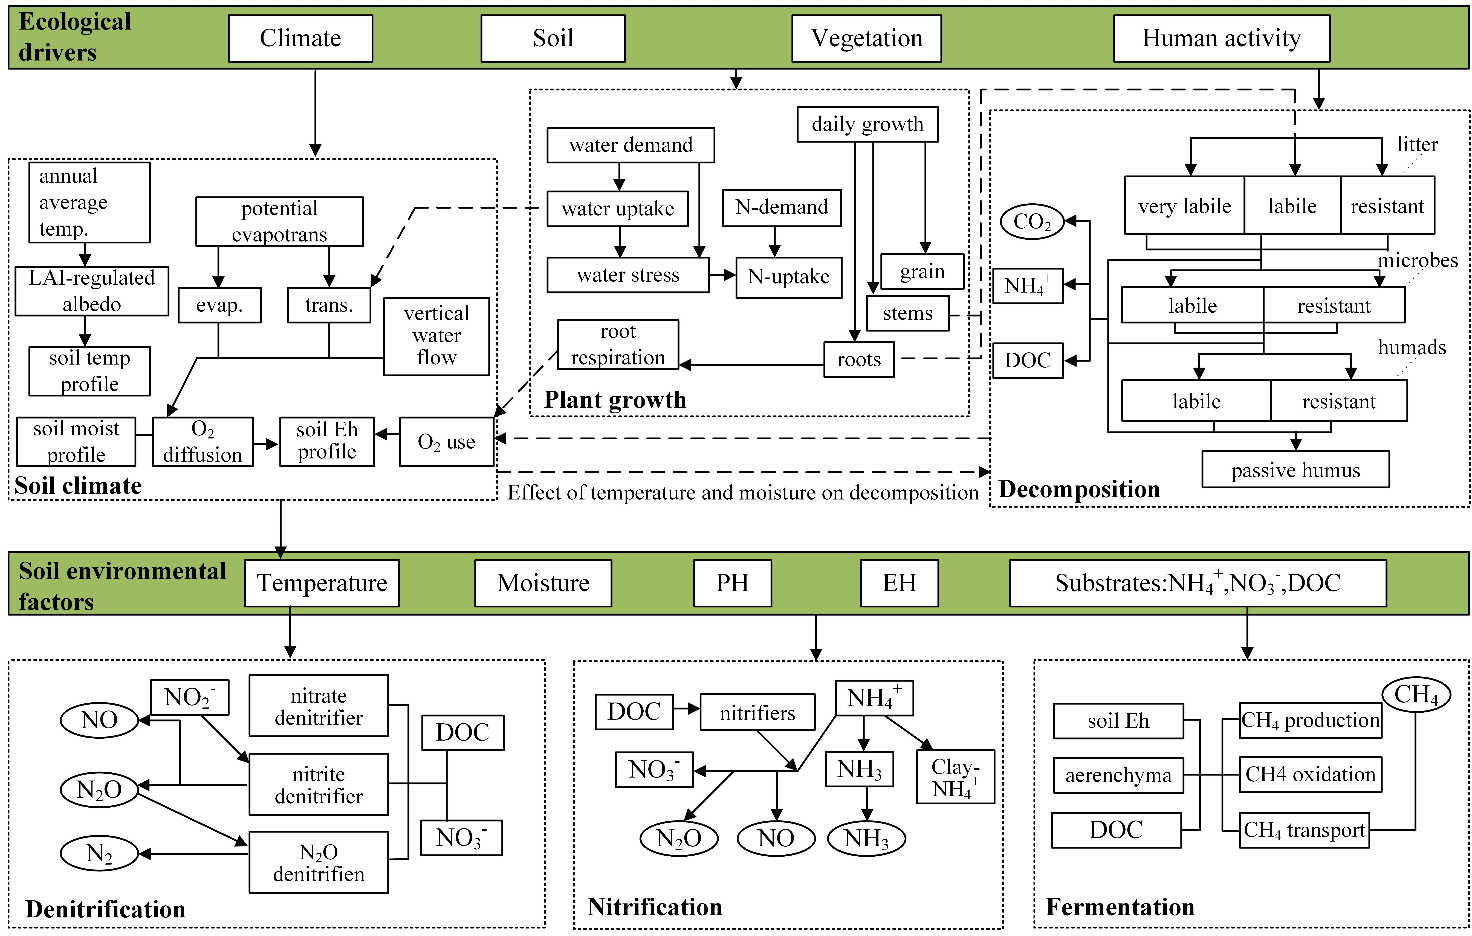 Ecological
drivers
Climate
Soil
Vegetation
Human activity
annual
average
temp.
potential
evapotrans
LAI-regulated
albedo
evap.
trans.
vertical
water
flow
soil temp
profile
soil moist
profile
O₂
diffusion
soil Eh
profile
O₂ use
Soil climate
water demand
daily growth
water uptake
N-demand
water stress
N-uptake
grain
stems
root
respiration
roots
Plant growth
Effect of temperature and moisture on decomposition
litter
very labile
labile
resistant
CO₂
microbes
NH₄⁺
labile
resistant
DOC
humads
labile
resistant
passive humus
Decomposition
Soil environmental
factors
Temperature
Moisture
PH
EH
Substrates:NH₄⁺,NO₃⁻,DOC
NO₂⁻
nitrate
denitrifier
NO
DOC
nitrite
denitrifier
N₂O
NO₃⁻
N₂O
denitrifien
N₂
Denitrification
DOC
nitrifiers
NH₄⁺
NO₃⁻
NH₃
Clay-
NH₄⁺
N₂O
NO
NH₃
Nitrification
CH₄
soil Eh
CH₄ production
aerenchyma
CH4 oxidation
DOC
CH₄ transport
Fermentation